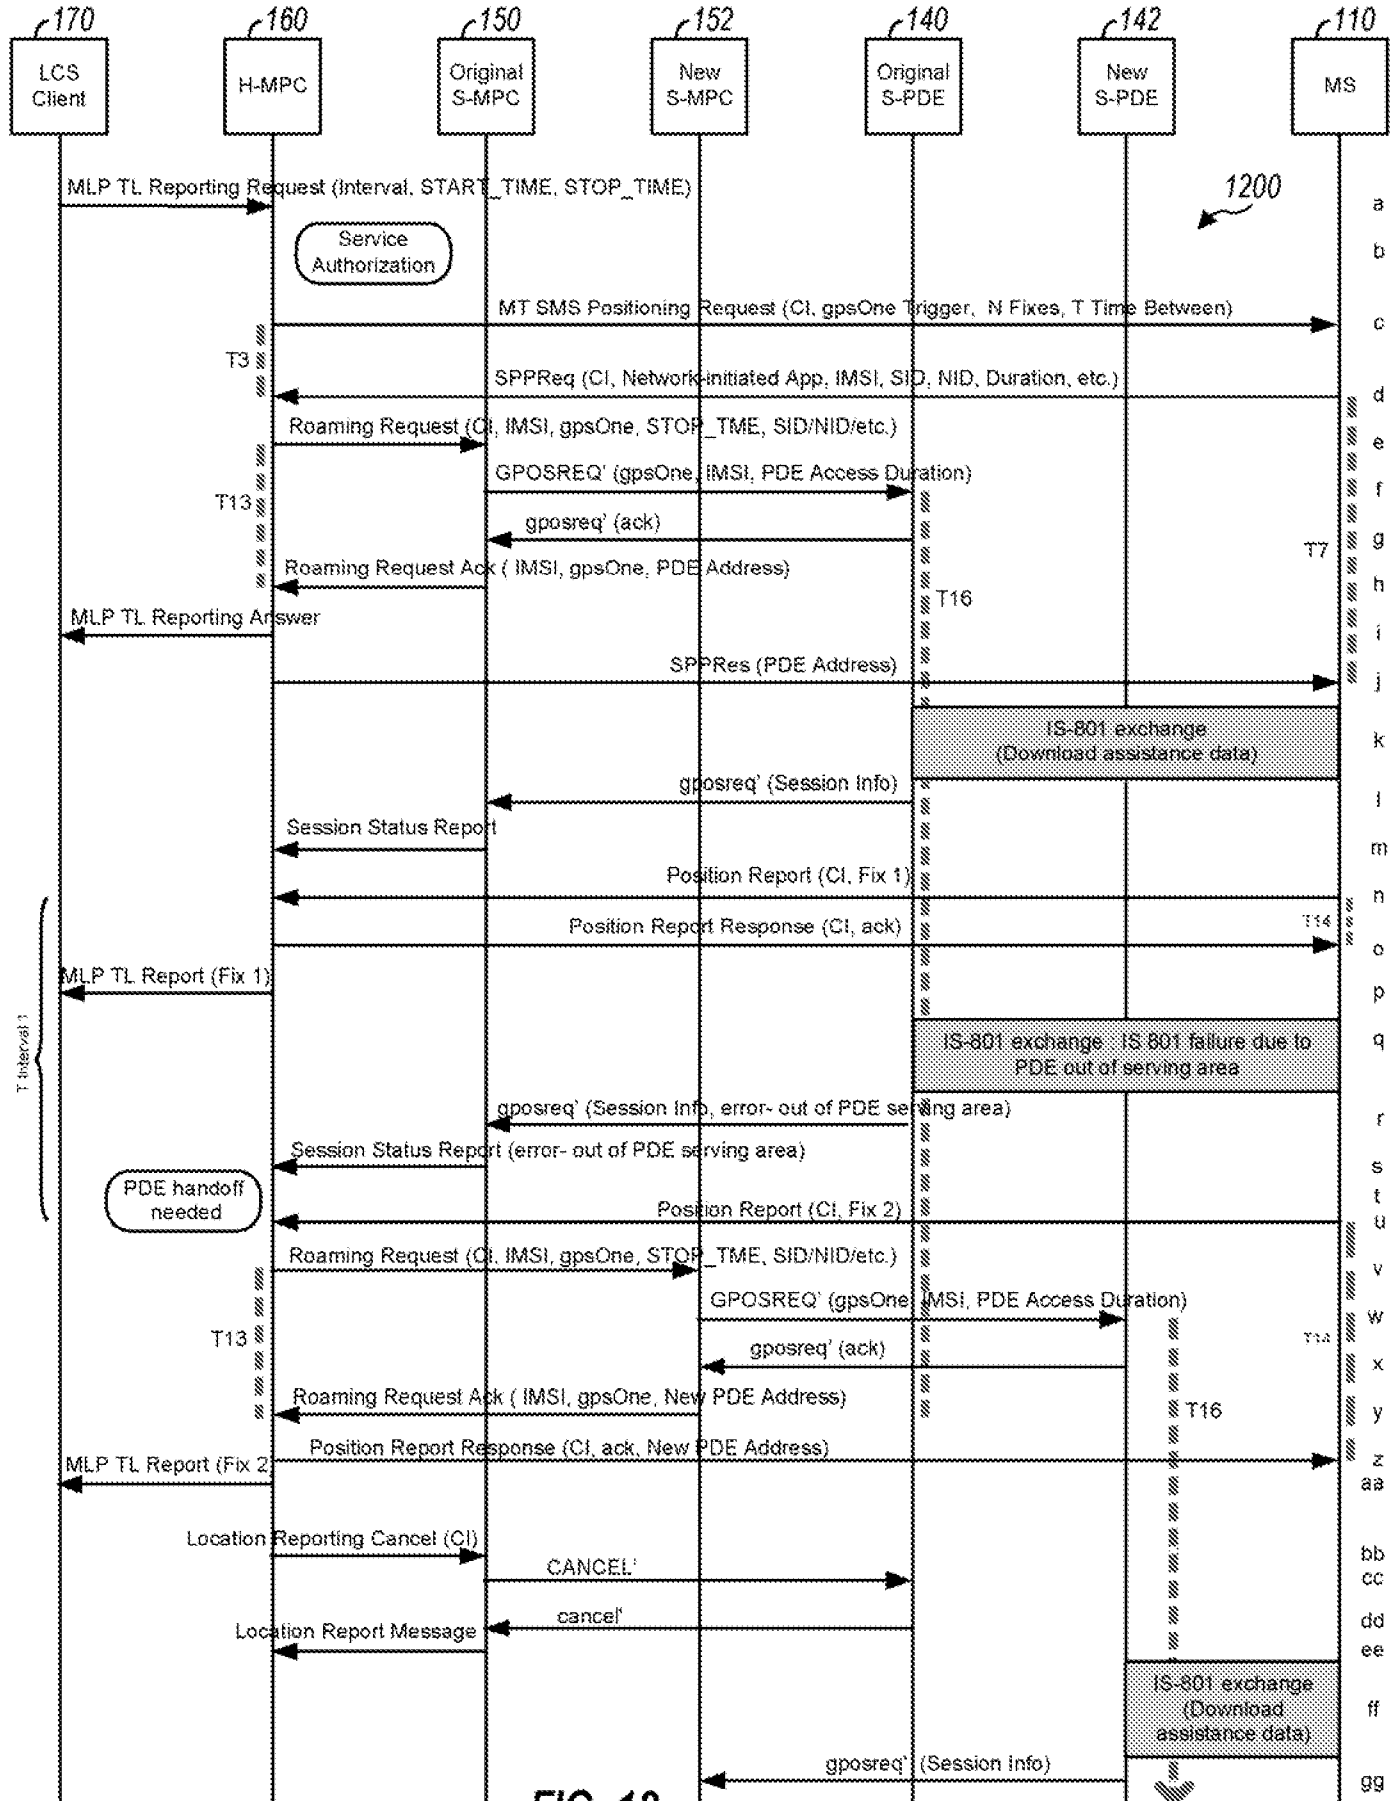 170 160 150 152 140 142 110
LCS
Client
H-MPC
Original
S-MPC
New
S-MPC
Original
S-PDE
New
S-PDE
MS
MLP TL Reporting Request (Interval, START_TIME, STOP_TIME)
a
1200
Service
Authorization
b
MT SMS Positioning Request (CI, gpsOne Trigger, N Fixes, T Time Between)
c
T3
SPPReq (CI, Network-initiated App, IMSI, SID, NID, Duration, etc.)
d
Roaming Request (CI, IMSI, gpsOne, STOP_TME, SID/NID/etc.)
e
GPOSREQ' (gpsOne, IMSI, PDE Access Duration)
f
T13
gposreq' (ack)
g
T7
Roaming Request Ack ( IMSI, gpsOne, PDE Address)
h
T16
MLP TL Reporting Answer
i
SPPRes (PDE Address)
j
IS-801 exchange
(Download assistance data)
k
gposreq' (Session Info)
l
Session Status Report
m
Position Report (CI, Fix 1)
n
T14
Position Report Response (CI, ack)
o
MLP TL Report (Fix 1)
p
T Interval 1
IS-801 exchange : IS 801 failure due to
PDE out of serving area
q
gposreq' (Session Info, error- out of PDE serving area)
r
Session Status Report (error- out of PDE serving area)
s
PDE handoff
needed
t
Position Report (CI, Fix 2)
u
Roaming Request (CI, IMSI, gpsOne, STOP_TME, SID/NID/etc.)
v
GPOSREQ' (gpsOne, IMSI, PDE Access Duration)
w
T13
T14
gposreq' (ack)
x
Roaming Request Ack ( IMSI, gpsOne, New PDE Address)
y
T16
Position Report Response (CI, ack, New PDE Address)
z
MLP TL Report (Fix 2
aa
Location Reporting Cancel (CI)
bb
CANCEL'
cc
cancel'
dd
Location Report Message
ee
IS-801 exchange
(Download
assistance data)
ff
gposreq' (Session Info)
gg